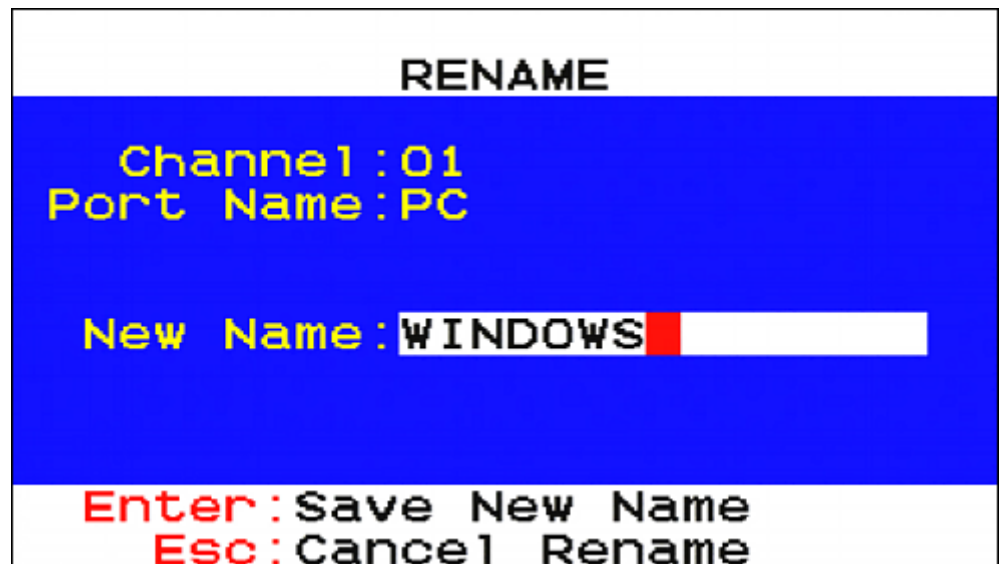 RENAME
Channel:01
Port Name:PC
New Name:WINDOWS
Enter:Save New Name
Esc:Cancel Rename